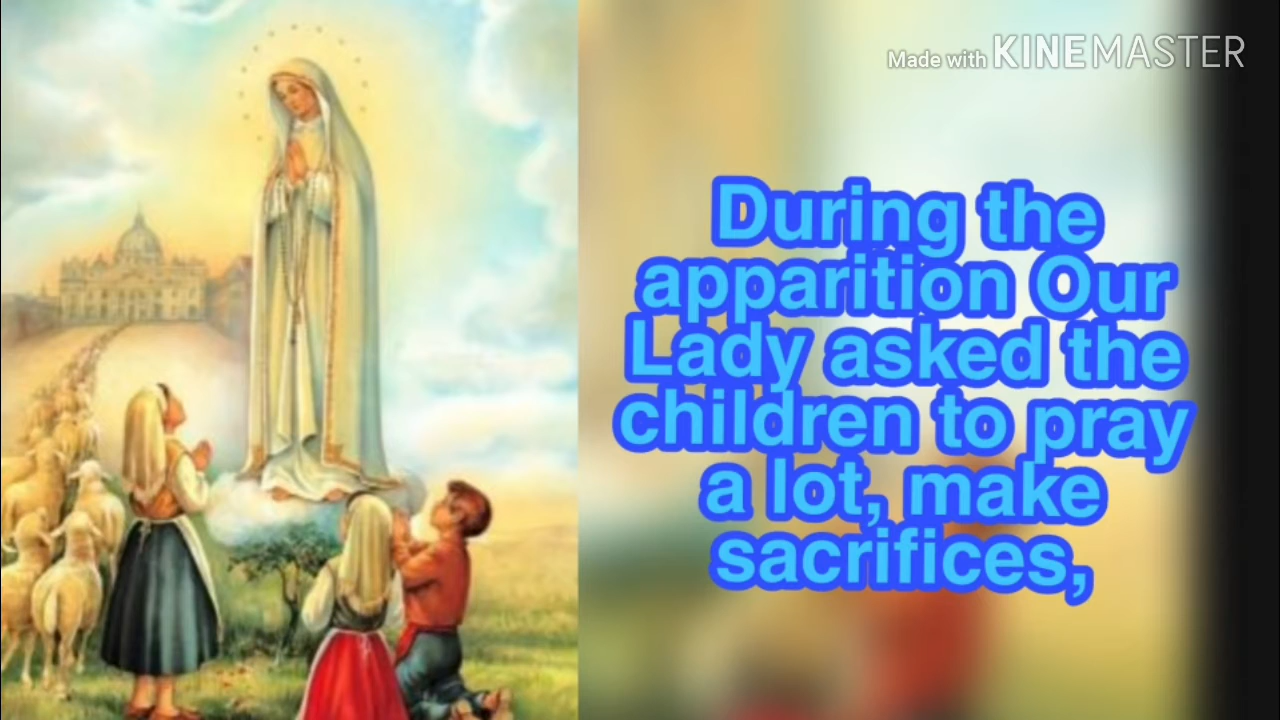 Made with KINEMASTER
During the
apparition Our
Lady asked the
children to pray
a lot, make
sacrifices,